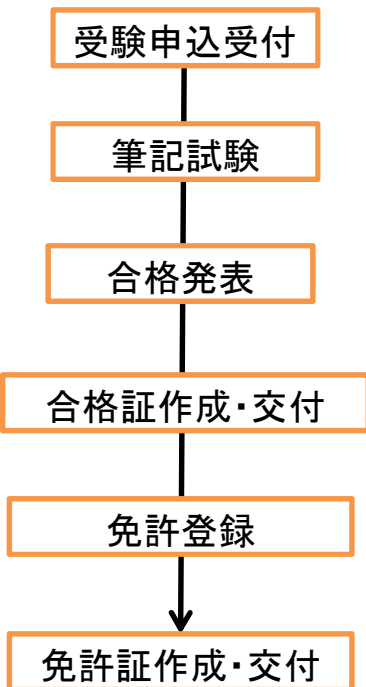 受験申込受付
筆記試験
合格発表
合格証作成・交付
免許登録
免許証作成・交付